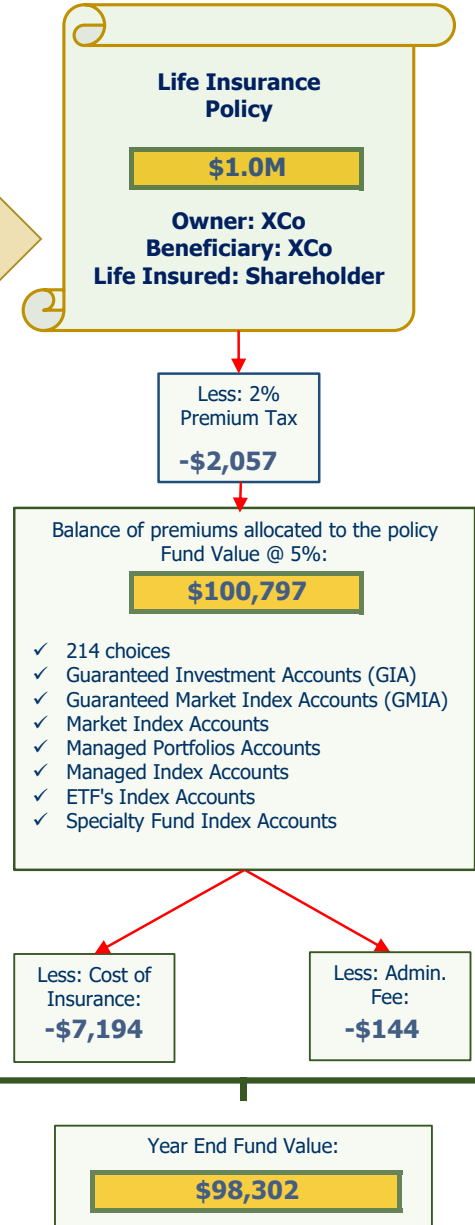 Life Insurance
Policy
$1.0M
Owner: XCo
Beneficiary: XCo
Life Insured: Shareholder
Less: 2%
Premium Tax
-$2,057
Balance of premiums allocated to the policy
Fund Value @ 5%:
$100,797
✓ 214 choices
✓ Guaranteed Investment Accounts (GIA)
✓ Guaranteed Market Index Accounts (GMIA)
✓ Market Index Accounts
✓ Managed Portfolios Accounts
✓ Managed Index Accounts
✓ ETF's Index Accounts
✓ Specialty Fund Index Accounts
Less: Cost of
Insurance:
-$7,194
Less: Admin.
Fee:
-$144
Year End Fund Value:
$98,302